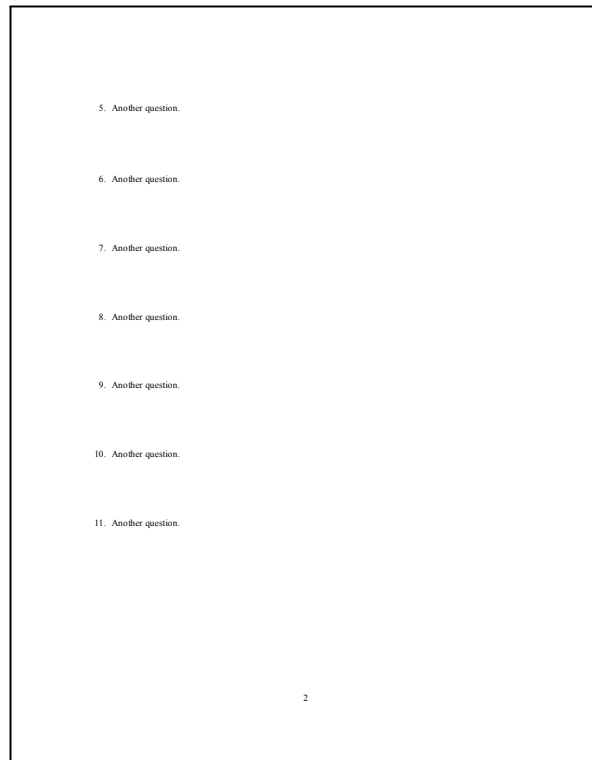 5. Another question.
6. Another question.
7. Another question.
8. Another question.
9. Another question.
10. Another question.
11. Another question.
2